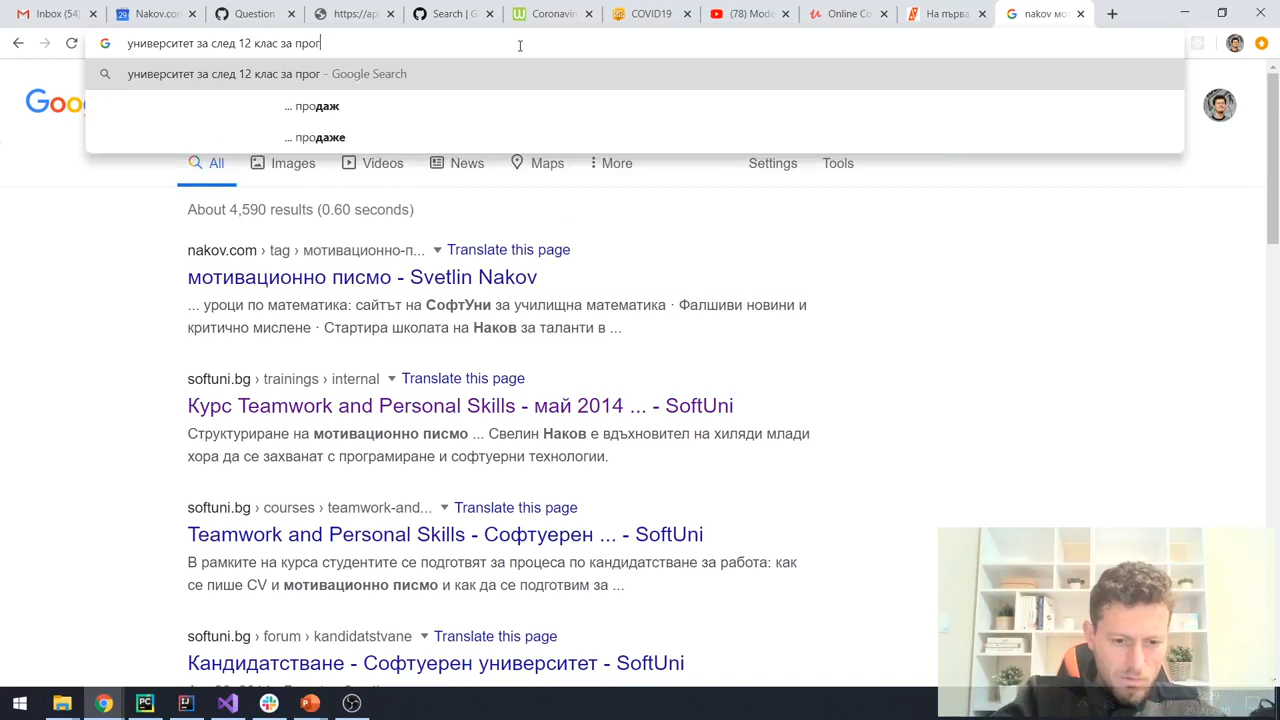 Inbox (
Nakov.com
Question
https://ap
Search | G
Coronavir
COVID19
(78) Mode
Online Co
На първа
nakov мо
университет за след 12 клас за прог
университет за след 12 клас за прог - Google Search
... продаж
... продаже
Goo
All
Images
Videos
News
Maps
More
Settings
Tools
About 4,590 results (0.60 seconds)
nakov.com › tag › мотивационно-п... Translate this page
мотивационно писмо - Svetlin Nakov
... уроци по математика: сайтът на СофтУни за училищна математика · Фалшиви новини и
критично мислене · Стартира школата на Наков за таланти в ...
softuni.bg › trainings › internal Translate this page
Курс Teamwork and Personal Skills - май 2014 ... - SoftUni
Структуриране на мотивационно писмо ... Свелин Наков е вдъхновител на хиляди млади
хора да се захванат с програмиране и софтуерни технологии.
softuni.bg › courses › teamwork-and... Translate this page
Teamwork and Personal Skills - Софтуерен ... - SoftUni
В рамките на курса студентите се подготвят за процеса по кандидатстване за работа: как
се пише CV и мотивационно писмо и как да се подготвим за ...
softuni.bg › forum › kandidatstvane Translate this page
Кандидатстване - Софтуерен университет - SoftUni